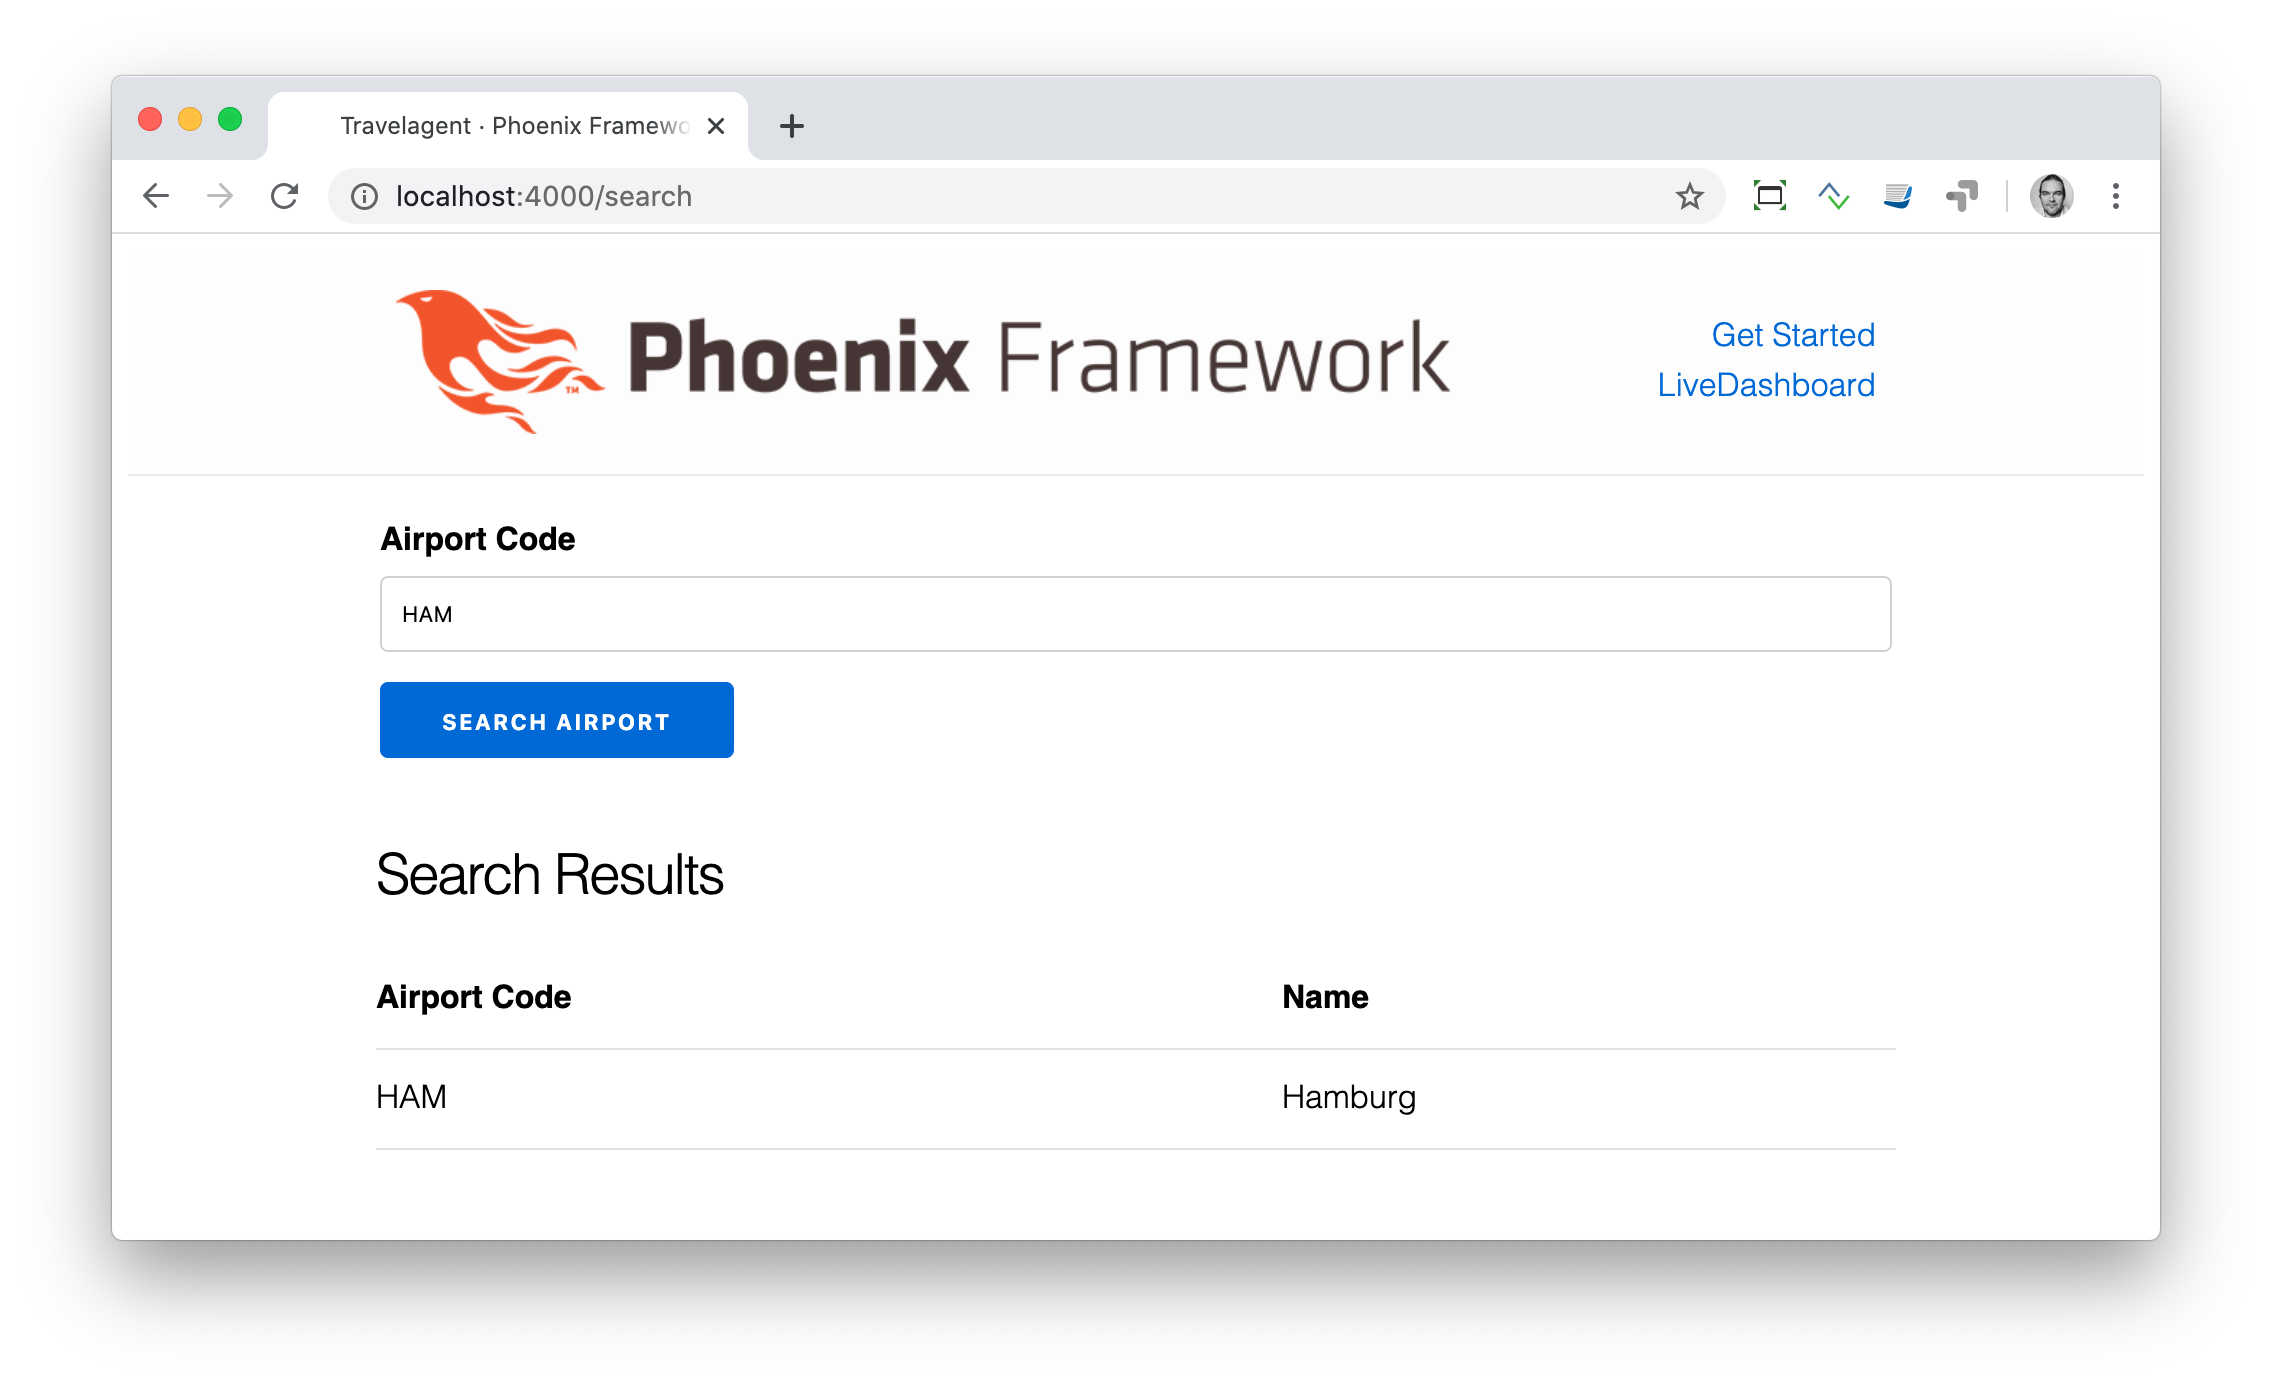 Travelagent · Phoenix Framewo
localhost:4000/search
Phoenix Framework
TM
Get Started
LiveDashboard
Airport Code
HAM
SEARCH AIRPORT
Search Results
Airport Code Name
HAM Hamburg